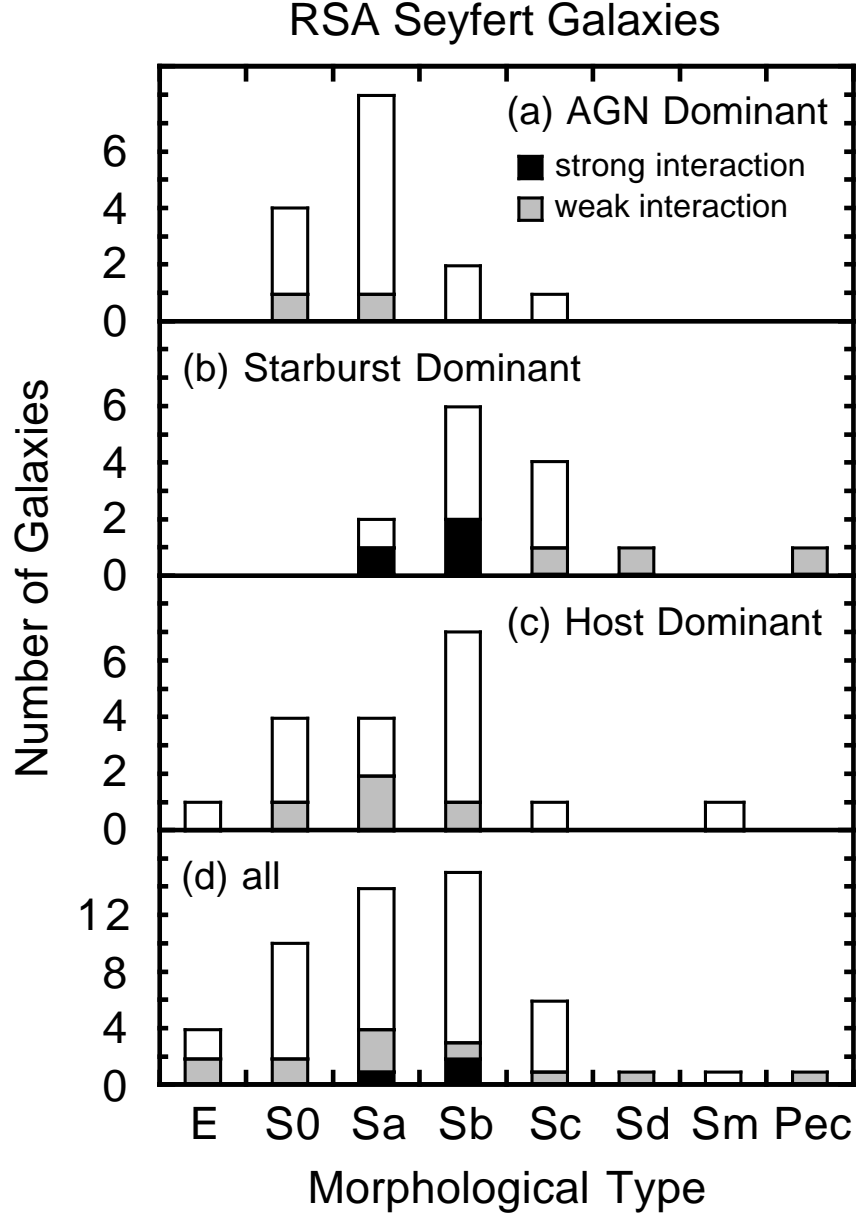 RSA Seyfert Galaxies
(a) AGN Dominant
strong interaction
weak interaction
6
4
2
0
(b) Starburst Dominant
6
4
2
0
(c) Host Dominant
6
4
2
0
(d) all
12
8
4
0
Number of Galaxies
E S0 Sa Sb Sc Sd Sm Pec
Morphological Type